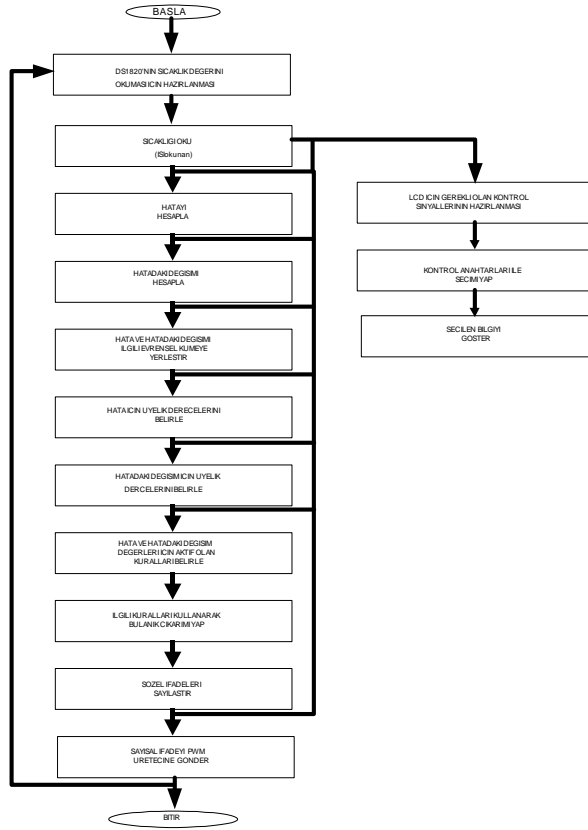 BASLA
DS1820'NIN SICAKLIK DEGERINI
OKUMASI ICIN HAZIRLANMASI
SICAKLIGI OKU
(ISIokunan)
HATAYI
HESAPLA
HATADAKI DEGISIMI
HESAPLA
HATA VE HATADAKI DEGISIMI
ILGILI EVRENSEL KUMEYE
YERLESTIR
HATA ICIN UYELIK DERECELERINI
BELIRLE
HATADAKI DEGISIM ICIN UYELIK
DERCELERINI BELIRLE
HATA VE HATADAKI DEGISIM
DEGERLERI ICIN AKTIF OLAN
KURALLARI BELIRLE
ILGILI KURALLARI KULLANARAK
BULANIK CIKARIMI YAP
SOZEL IFADELERI
SAYILASTIR
SAYISAL IFADEYI PWM
URETECINE GONDER
BITIR
LCD ICIN GEREKLI OLAN KONTROL
SINYALLERININ HAZIRLANMASI
KONTROL ANAHTARLARI ILE
SECIMI YAP
SECILEN BILGIYI
GOSTER